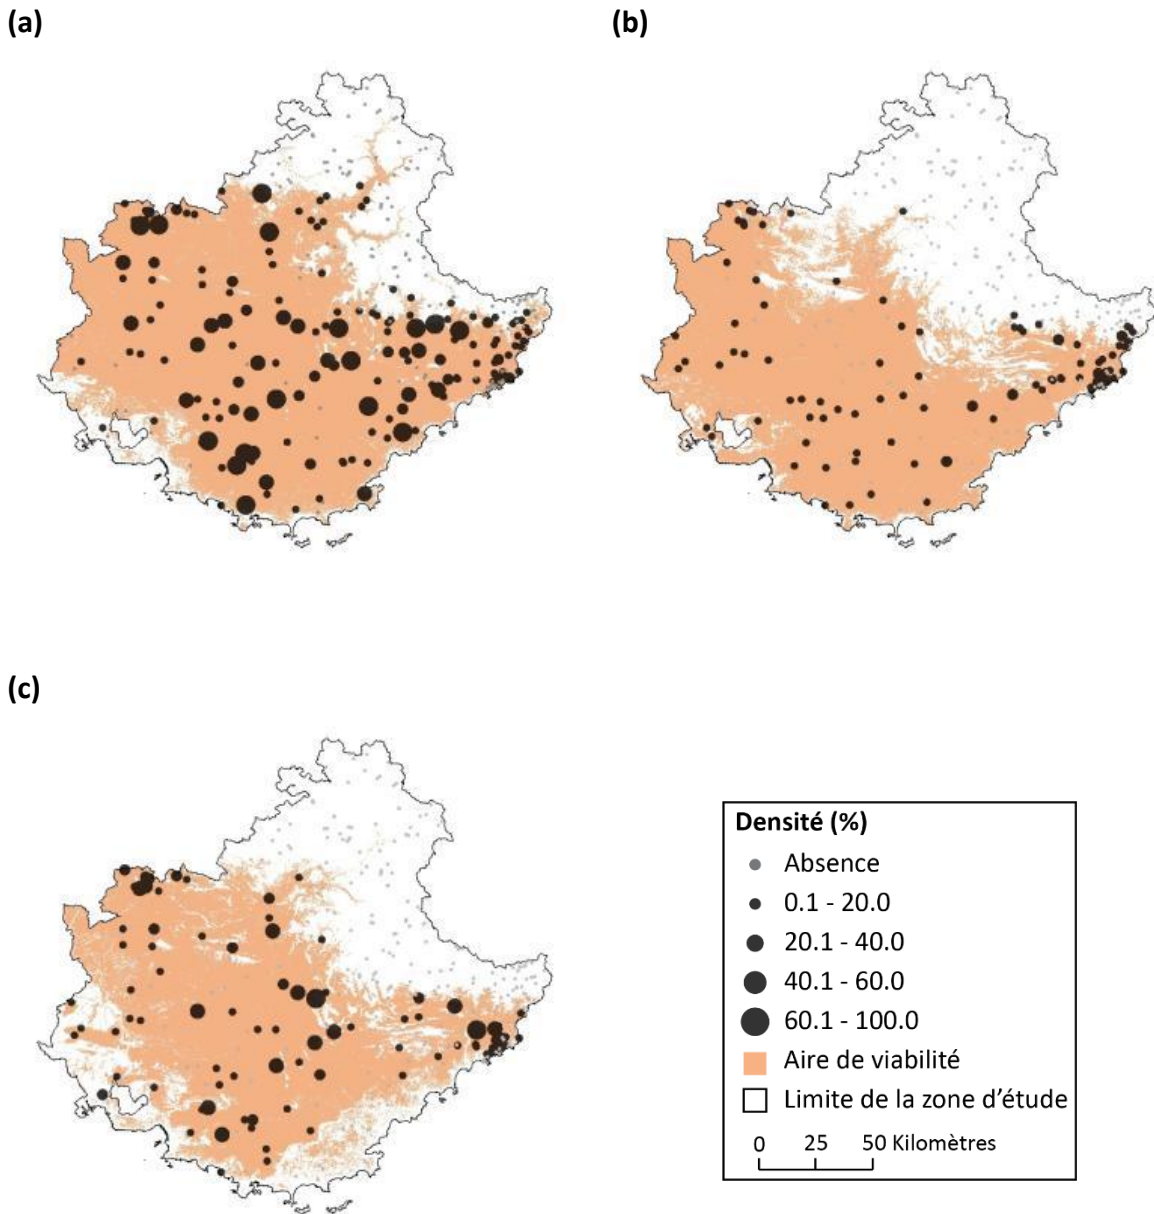 (a)
(b)
(c)
Densité (%)
Absence
0.1 - 20.0
20.1 - 40.0
40.1 - 60.0
60.1 - 100.0
Aire de viabilité
Limite de la zone d'étude
0 25 50 Kilomètres